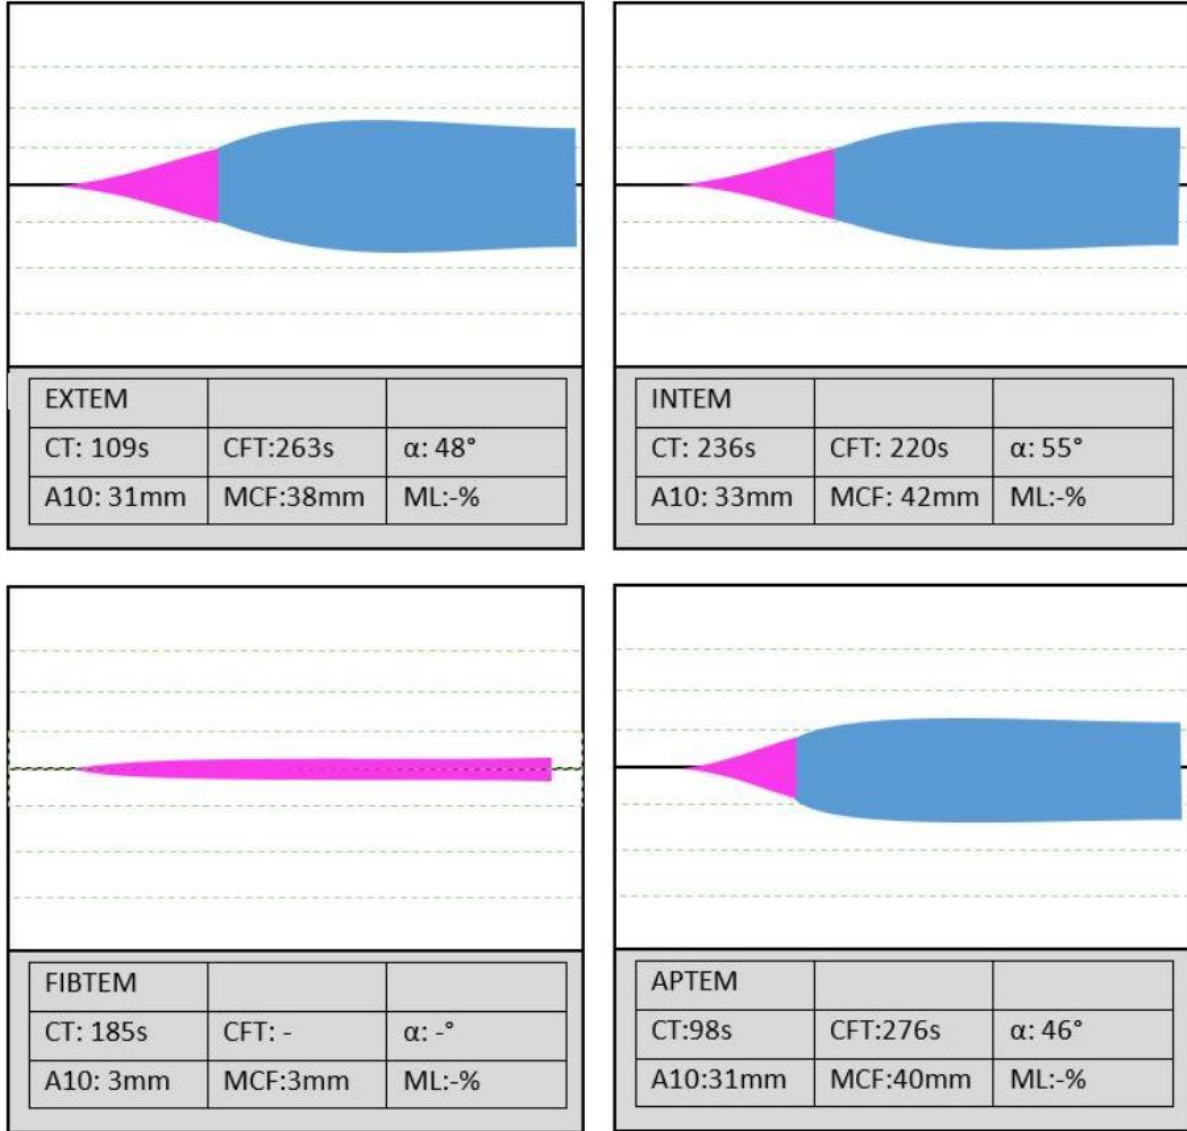 EXTEM
CT: 109s CFT:263s α: 48°
A10: 31mm MCF:38mm ML:-%
INTEM
CT: 236s CFT: 220s α: 55°
A10: 33mm MCF: 42mm ML:-%
FIBTEM
CT: 185s CFT: - α: -°
A10: 3mm MCF:3mm ML:-%
APTEM
CT:98s CFT:276s α: 46°
A10:31mm MCF:40mm ML:-%